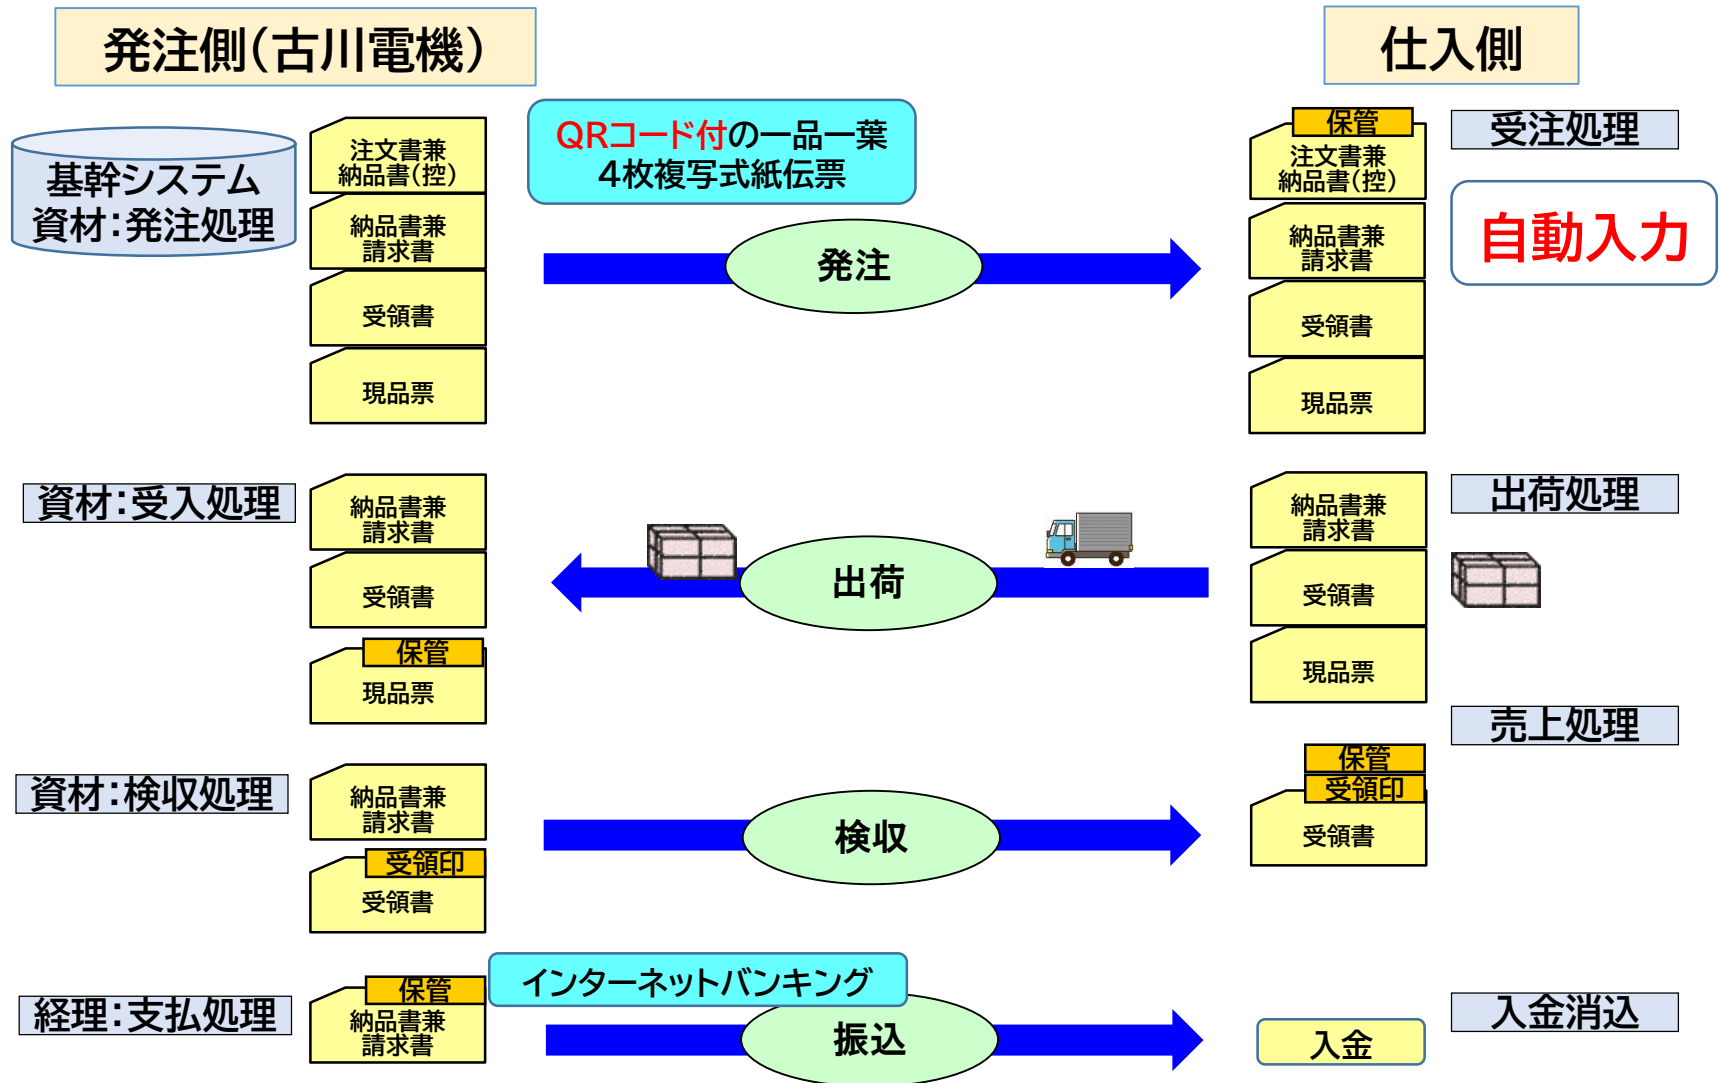 発注側(古川電機)
仕入側
基幹システム
資材:発注処理
注文書兼
納品書(控)
納品書兼
請求書
受領書
現品票
QRコード付の一品一葉
4枚複写式紙伝票
発注
保管
注文書兼
納品書(控)
納品書兼
請求書
受領書
現品票
受注処理
自動入力
資材:受入処理
納品書兼
請求書
受領書
保管
現品票
出荷
納品書兼
請求書
受領書
現品票
出荷処理
売上処理
資材:検収処理
納品書兼
請求書
受領印
受領書
検収
保管
受領印
受領書
経理:支払処理
保管
納品書兼
請求書
インターネットバンキング
振込
入金
入金消込